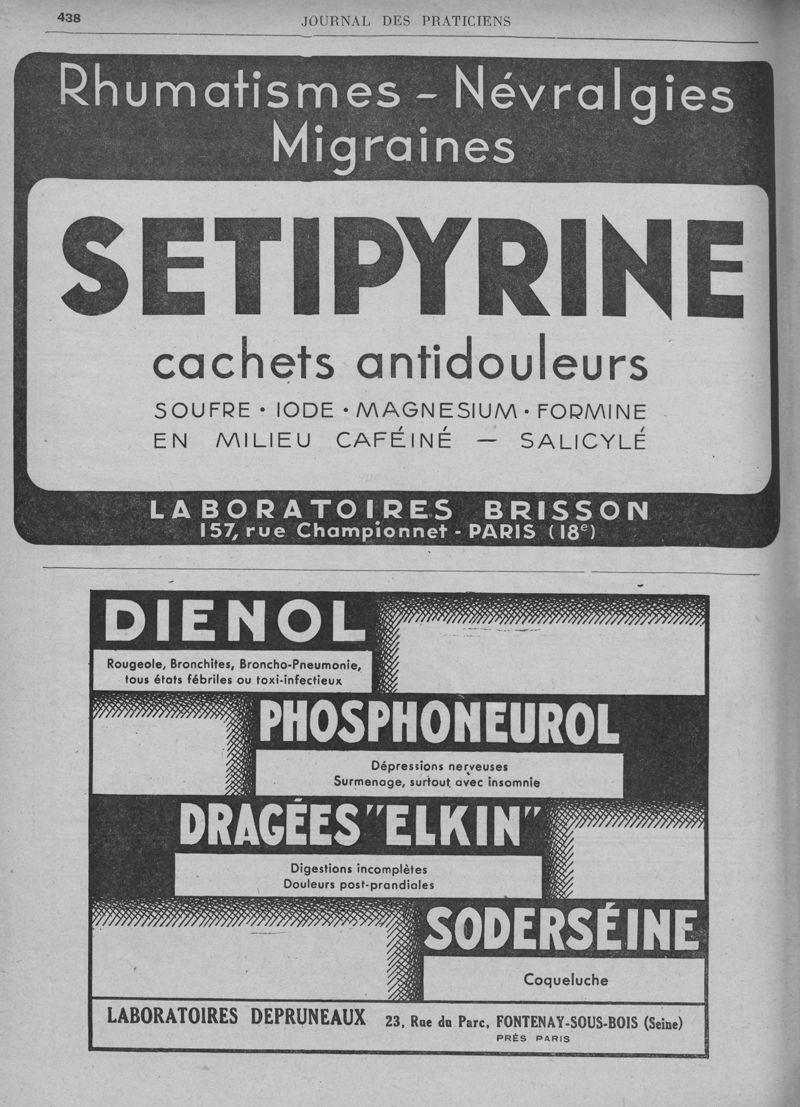 438
JOURNAL DES PRATICIENS
Rhumatismes - Névralgies
Migraines
SETIPYRINE
cachets antidouleurs
SOUFRE • IODE • MAGNESIUM • FORMINE
EN MILIEU CAFÉINÉ — SALICYLÉ
LABORATOIRES BRISSON
157, rue Championnet - PARIS (18e)
DIENOL
Rougeole, Bronchites, Broncho-Pneumonie,
tous états fébriles ou toxi-infectieux
PHOSPHONEUROL
Dépressions nerveuses
Surmenage, surtout avec insomnie
DRAGÉES "ELKIN"
Digestions incomplètes
Douleurs post-prandiales
SODERSÉINE
Coqueluche
LABORATOIRES DEPRUNEAUX 23, Rue du Parc, FONTENAY-SOUS-BOIS (Seine)
PRÈS PARIS